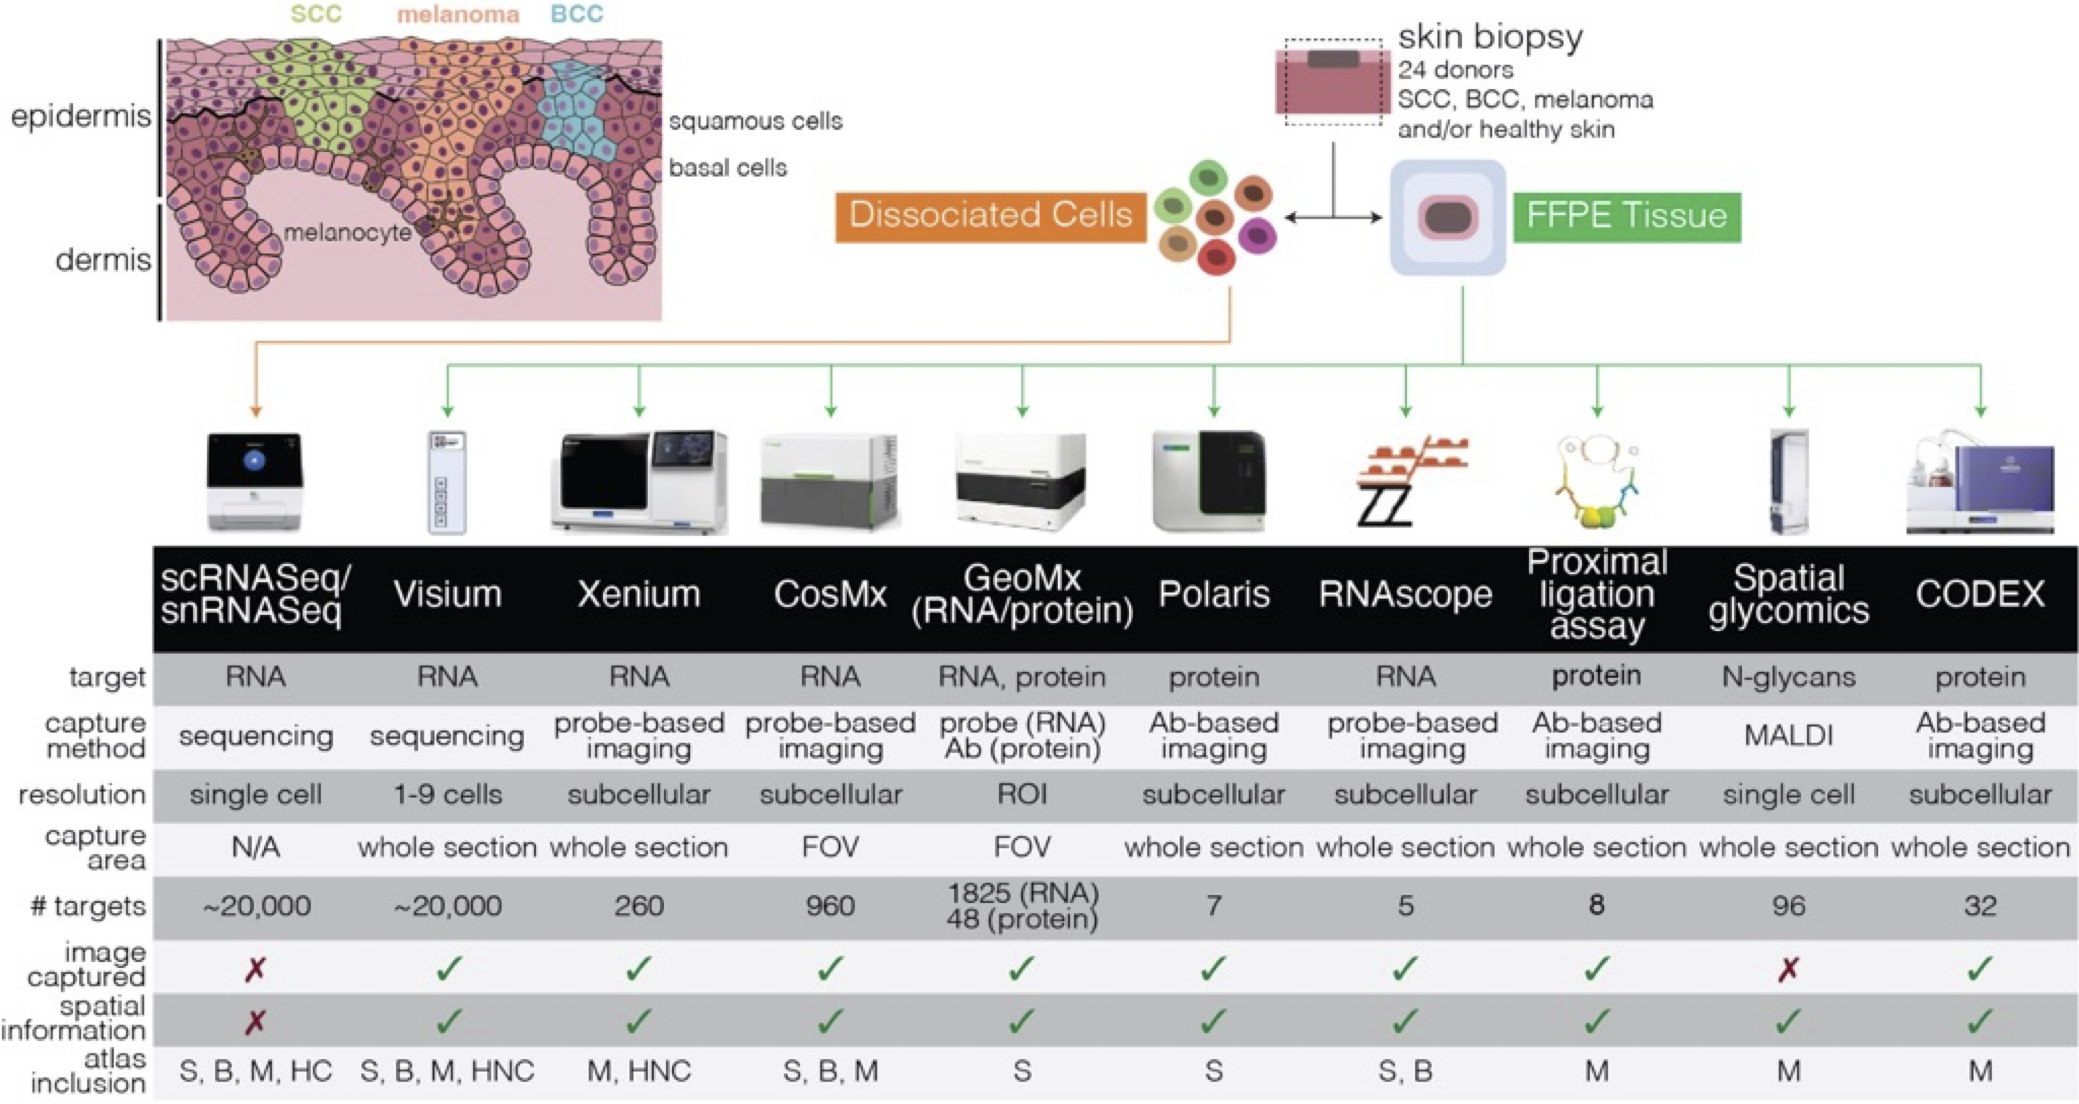 SCC melanoma BCC
epidermis
squamous cells
basal cells
melanocyte
dermis
skin biopsy
24 donors
SCC, BCC, melanoma
and/or healthy skin
Dissociated Cells
FFPE Tissue
scRNASeq/
snRNASeq
Visium
Xenium
CosMx
GeoMx
(RNA/protein)
Polaris
RNAscope
Proximal
ligation
assay
Spatial
glycomics
CODEX
target RNA RNA RNA RNA RNA, protein protein RNA protein N-glycans protein
capture
method
sequencing
sequencing
probe-based
imaging
probe-based
imaging
probe (RNA)
Ab (protein)
Ab-based
imaging
probe-based
imaging
Ab-based
imaging
MALDI
Ab-based
imaging
resolution single cell 1-9 cells subcellular subcellular ROI subcellular subcellular subcellular single cell subcellular
capture
area
N/A whole section whole section FOV FOV whole section whole section whole section whole section whole section
# targets ~20,000 ~20,000 260 960
1825 (RNA)
48 (protein)
7 5 8 96 32
image
captured
✗ ✓ ✓ ✓ ✓ ✓ ✓ ✓ ✗ ✓
spatial
information
✗ ✓ ✓ ✓ ✓ ✓ ✓ ✓ ✓ ✓
atlas
inclusion
S, B, M, HC S, B, M, HNC M, HNC S, B, M S S S, B M M M